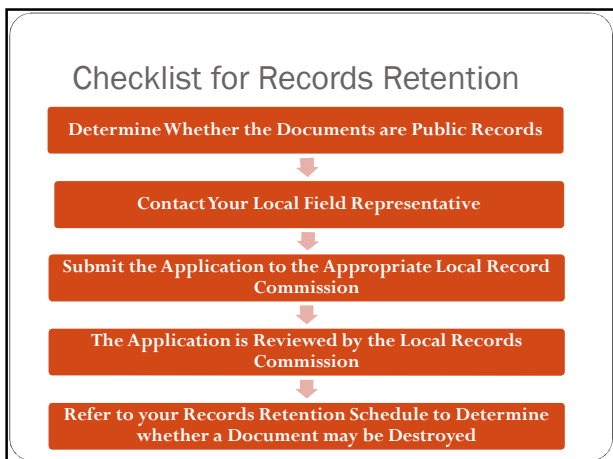 Checklist for Records Retention
Determine Whether the Documents are Public Records
Contact Your Local Field Representative
Submit the Application to the Appropriate Local Record
Commission
The Application is Reviewed by the Local Records
Commission
Refer to your Records Retention Schedule to Determine
whether a Document may be Destroyed